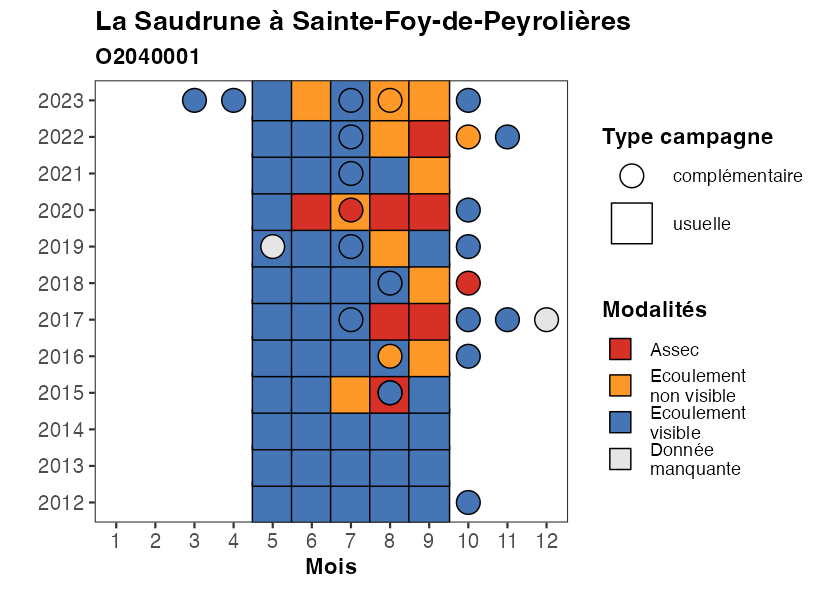 La Saudrune à Sainte-Foy-de-Peyrolières
O2040001
2023
2022
2021
2020
2019
2018
2017
2016
2015
2014
2013
2012
1 2 3 4 5 6 7 8 9 10 11 12
Mois
Type campagne
complémentaire
usuelle
Modalités
Assec
Ecoulement
non visible
Ecoulement
visible
Donnée
manquante